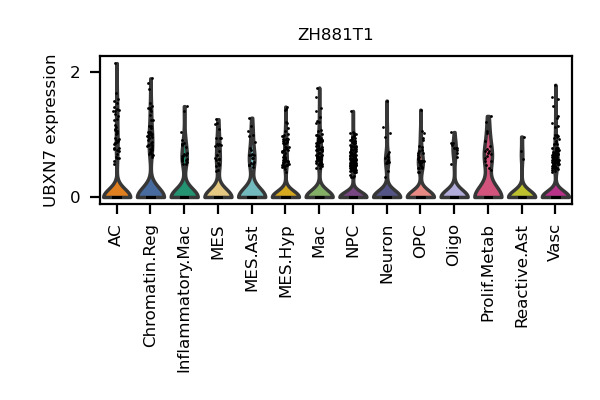 ZH881T1
UBXN7 expression
2
0
AC
Chromatin.Reg
Inflammatory.Mac
MES
MES.Ast
MES.Hyp
Mac
NPC
Neuron
OPC
Oligo
Prolif.Metab
Reactive.Ast
Vasc